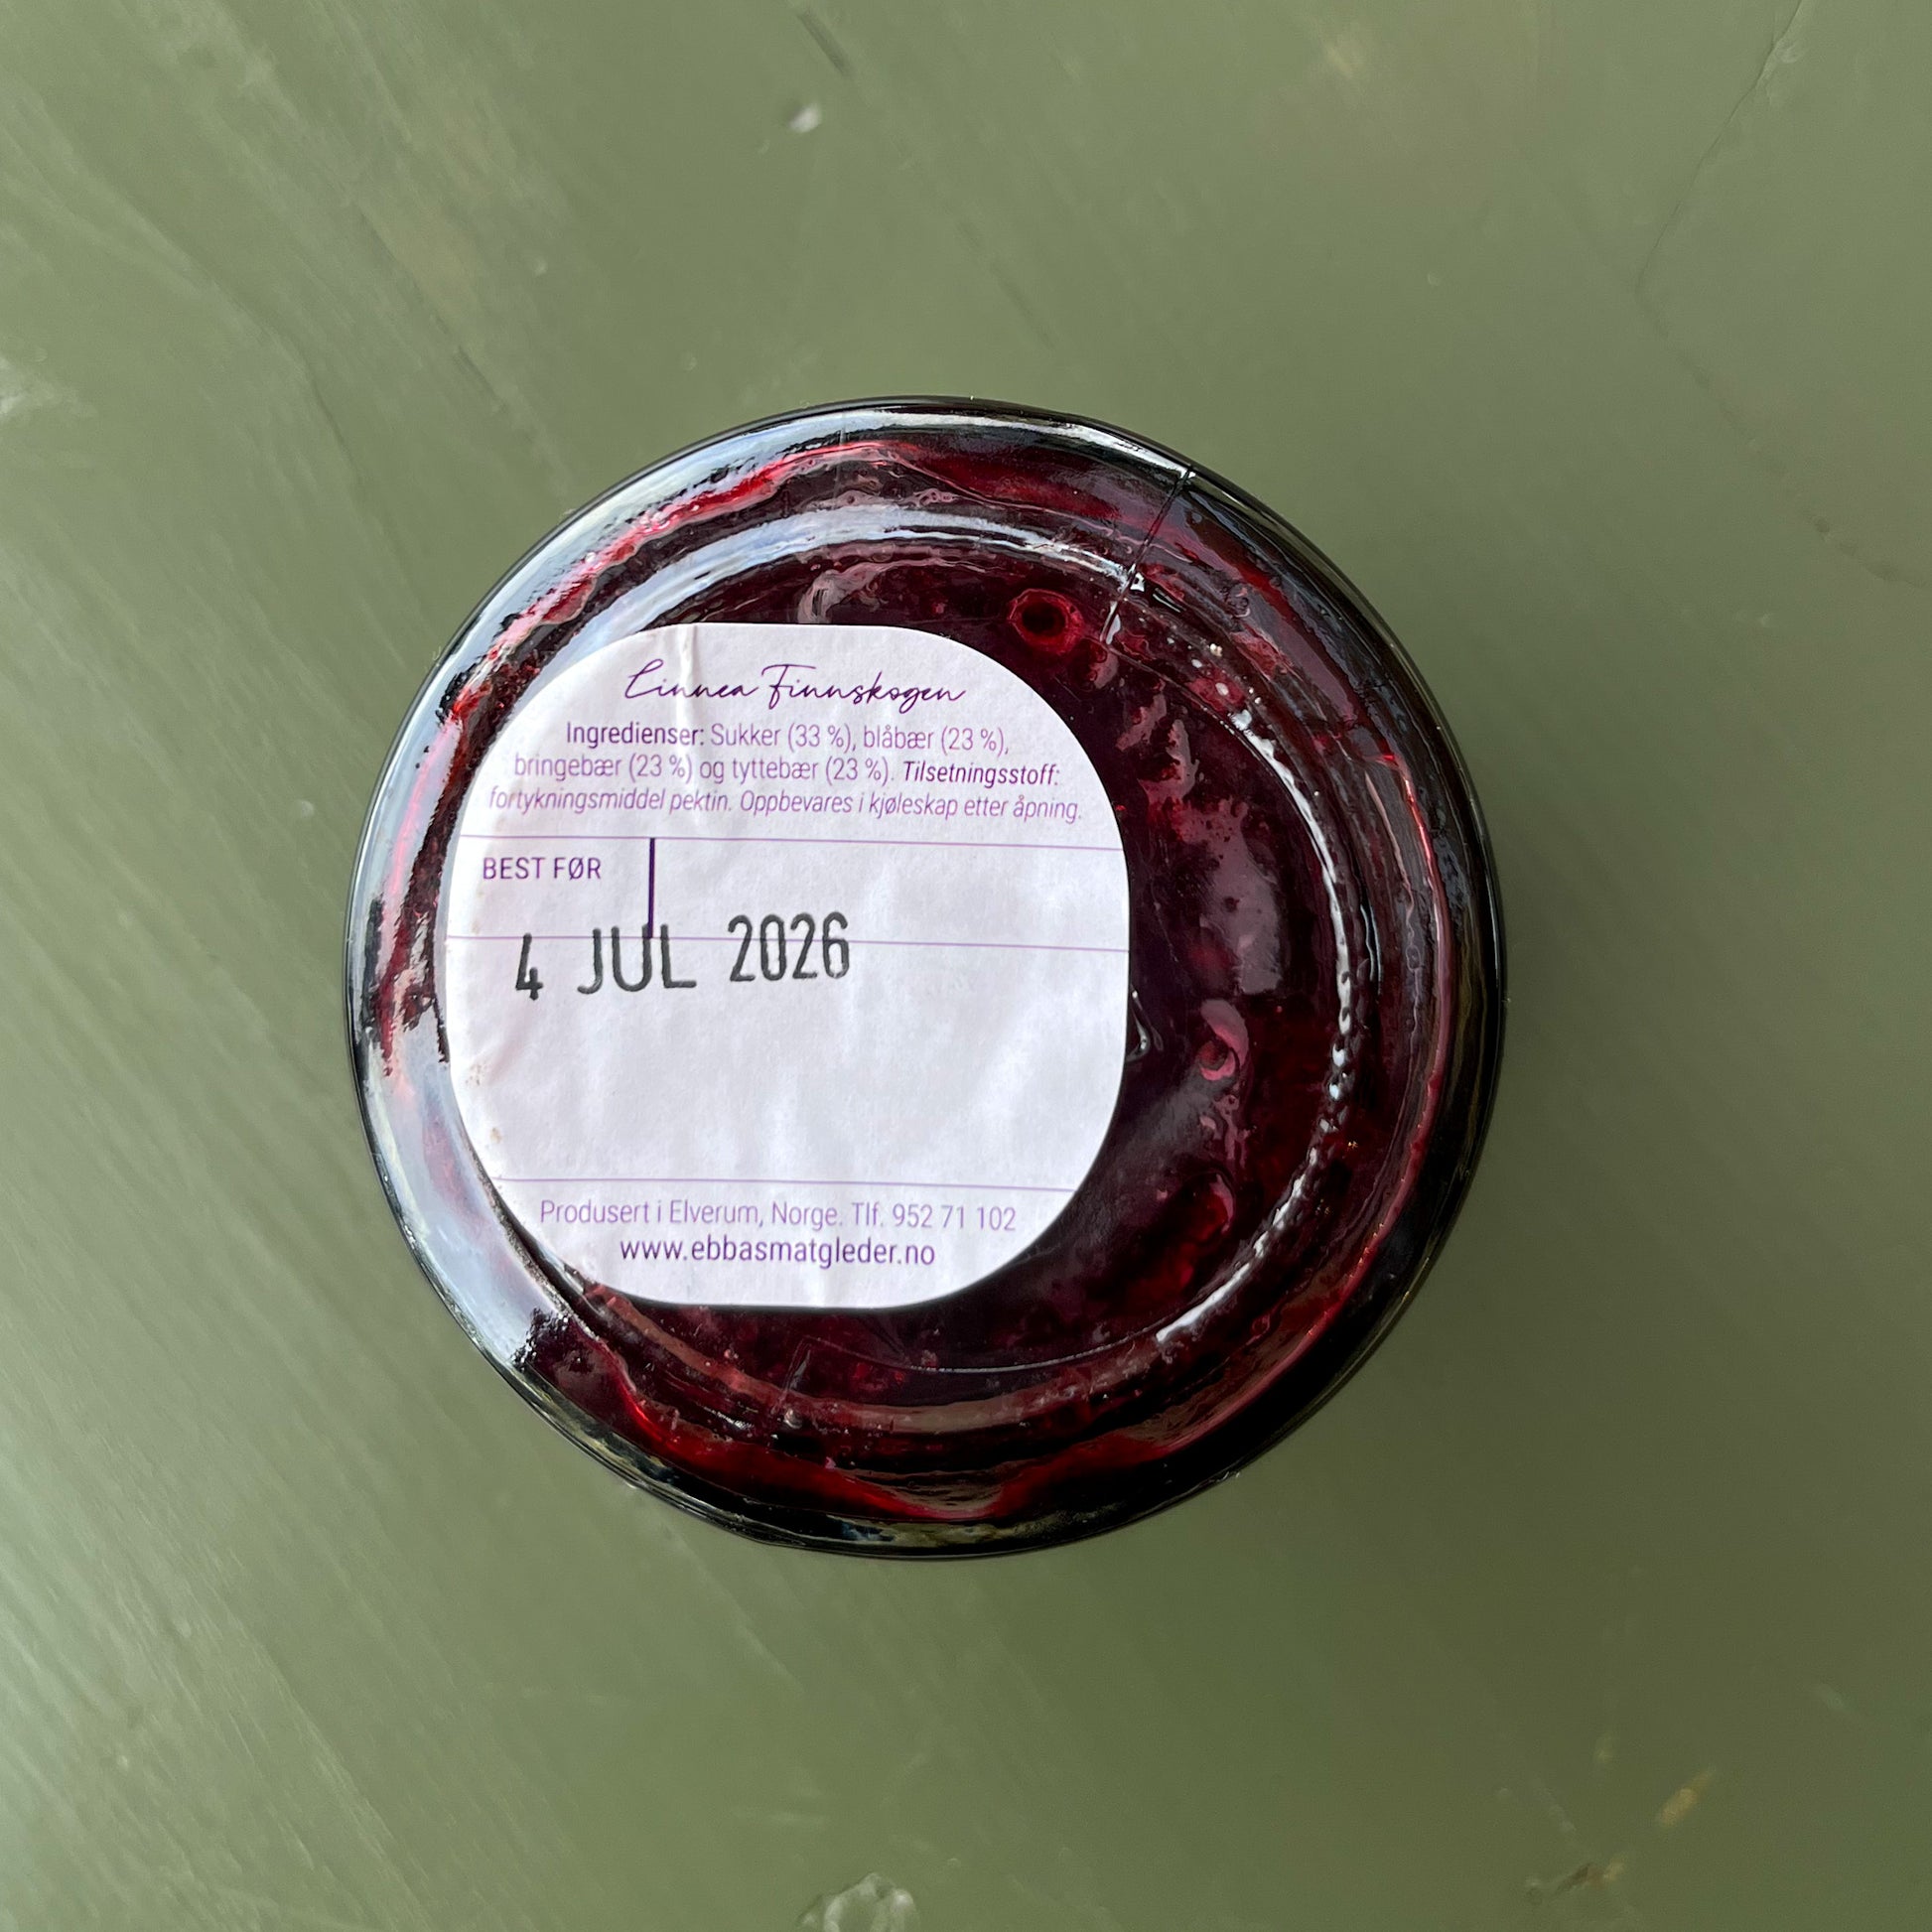 Linnea Finnskogen
Ingredienser: Sukker (33 %), blåbær (23 %),
bringebær (23 %) og tyttebær (23 %). Tilsetningsstoff:
fortykningsmiddel pektin. Oppbevares i kjøleskap etter åpning.
BEST FØR
4 JUL 2026
Produsert i Elverum, Norge. Tlf. 952 71 102
www.ebbasmatgleder.no